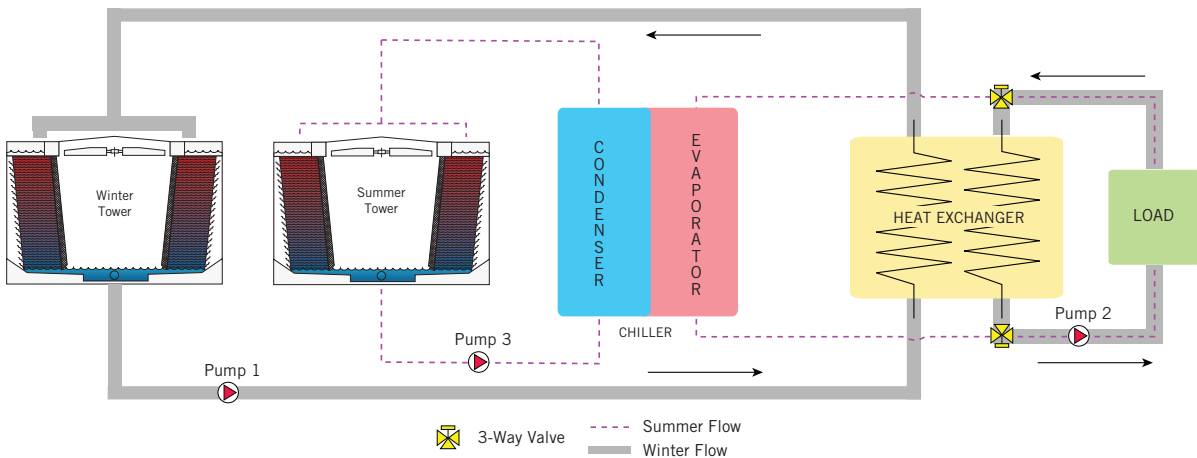 Winter
Tower
Summer
Tower
CONDENSER
EVAPORATOR
CHILLER
HEAT EXCHANGER
LOAD
Pump 2
Pump 3
Pump 1
3-Way Valve
Summer Flow
Winter Flow